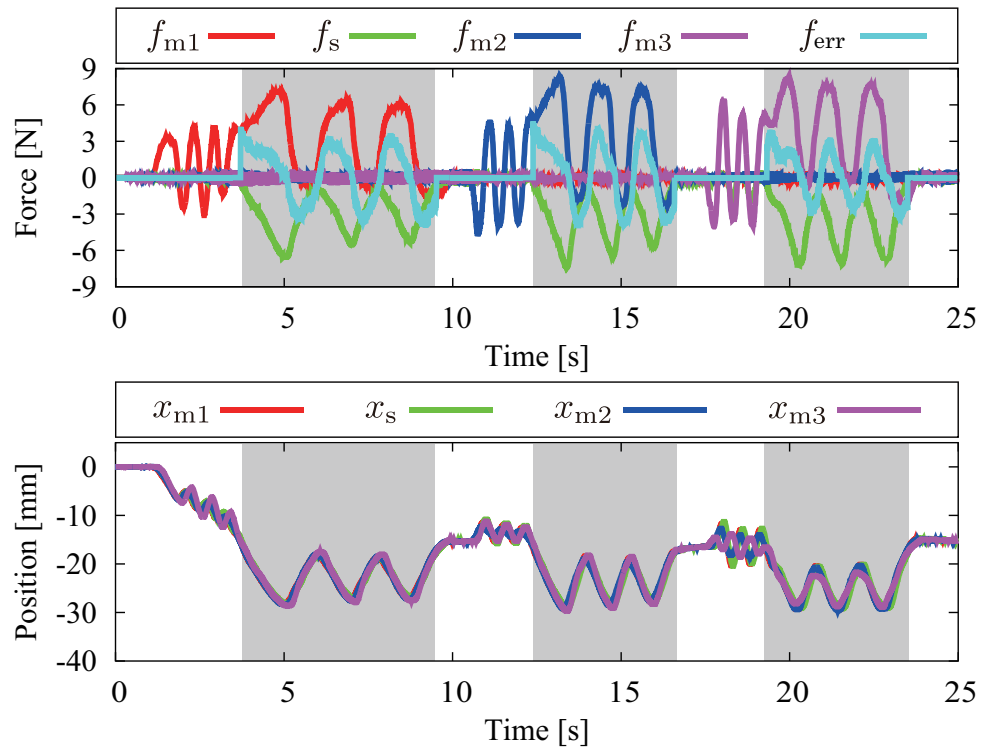 f_m1 f_s f_m2 f_m3 f_err
9
6
3
0
-3
-6
-9
Force [N]
0 5 10 15 20 25
Time [s]
x_m1 x_s x_m2 x_m3
0
-10
-20
-30
-40
Position [mm]
0 5 10 15 20 25
Time [s]